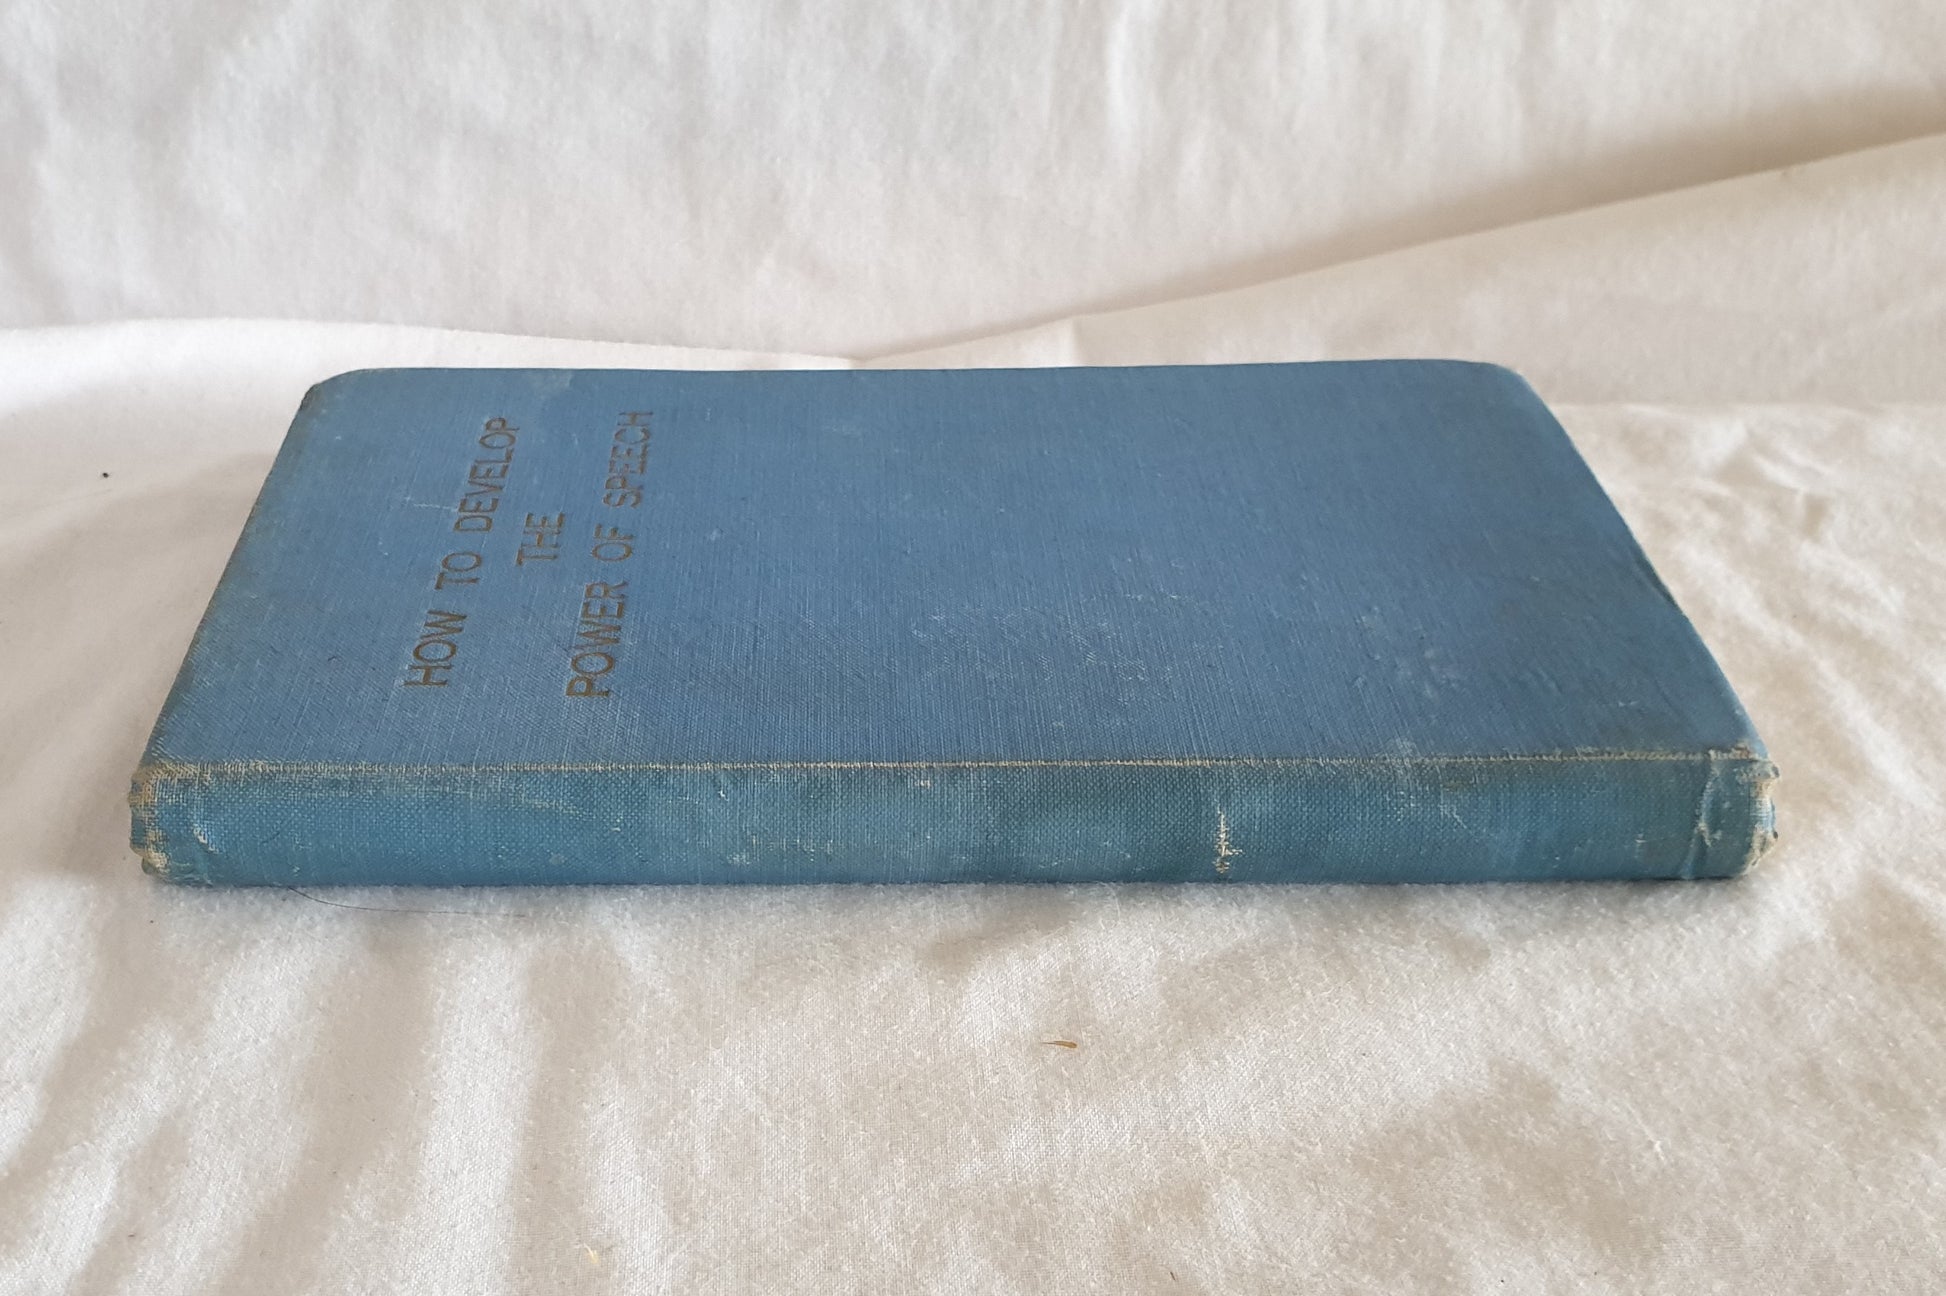 HOW TO DEVELOP
THE
POWER OF SPEECH